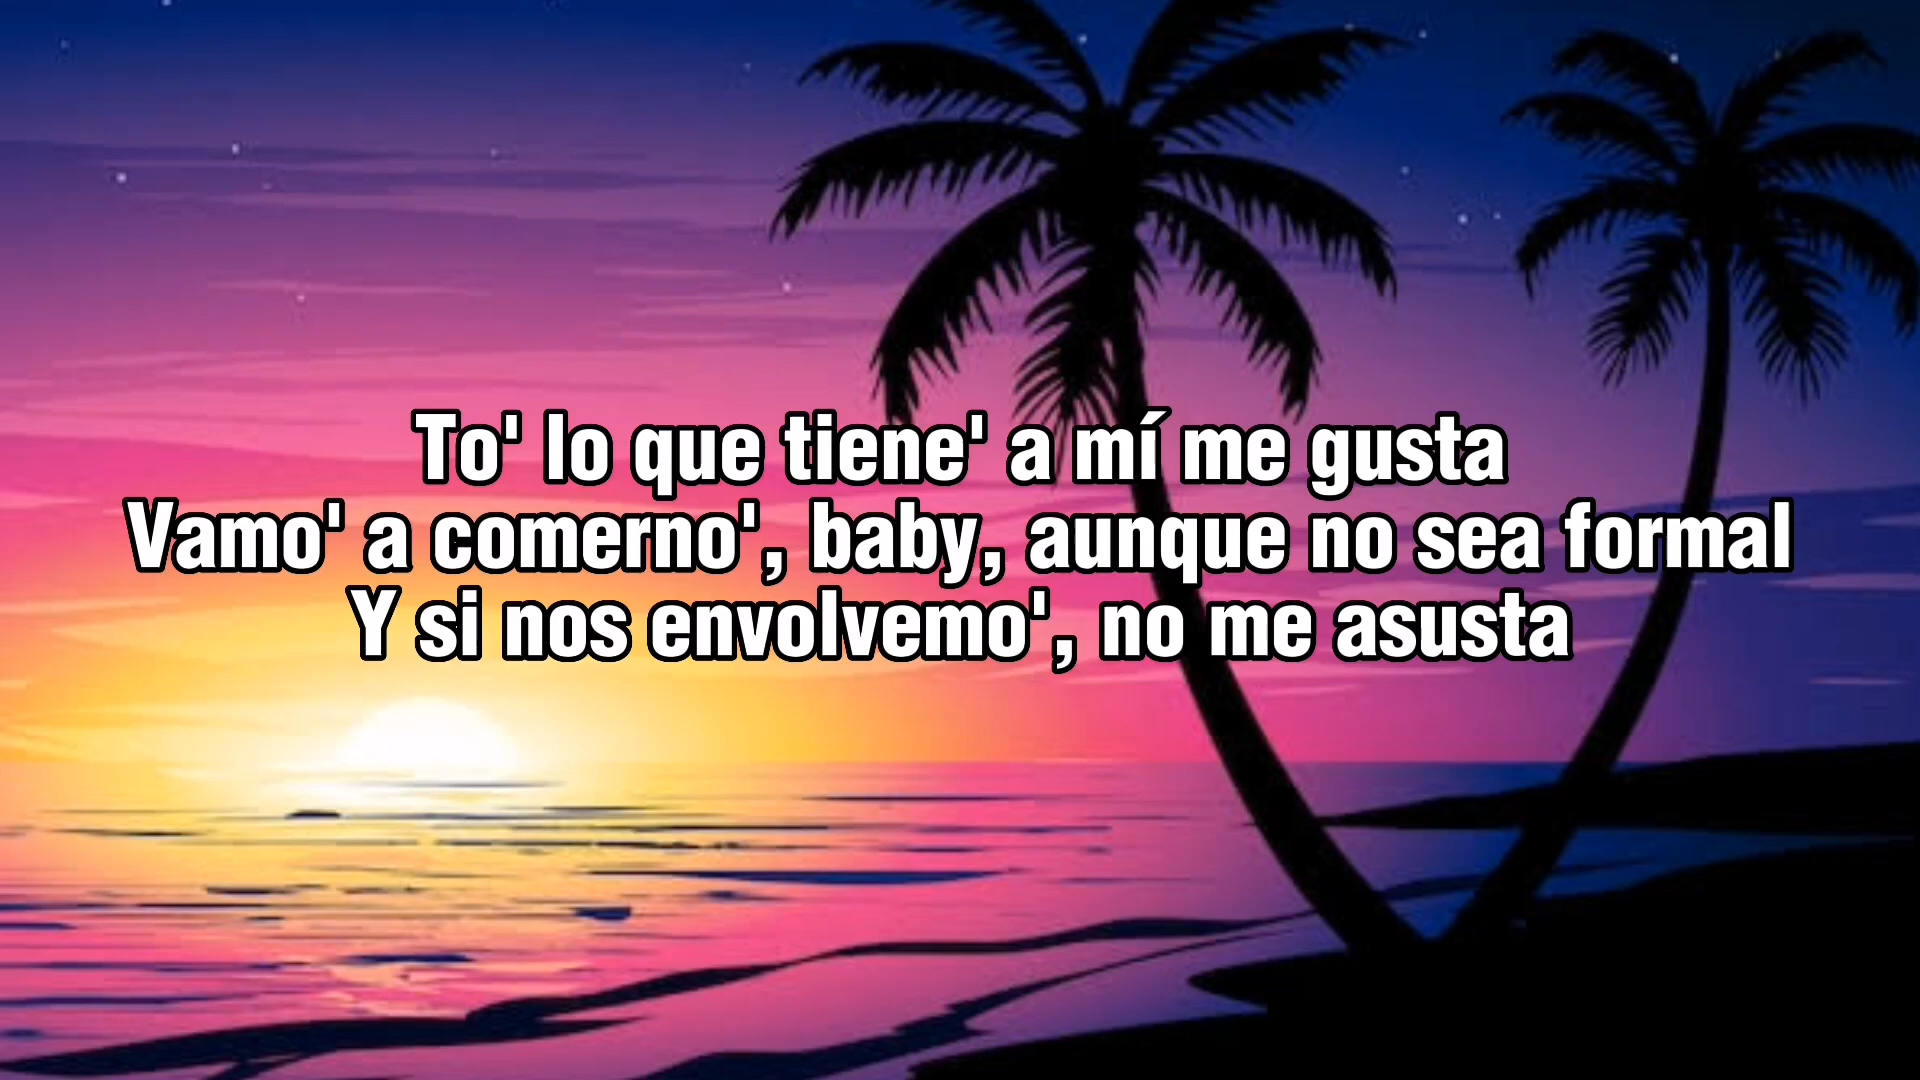 To' lo que tiene' a mí me gusta
Vamo' a comerno', baby, aunque no sea formal
Y si nos envolvemo', no me asusta